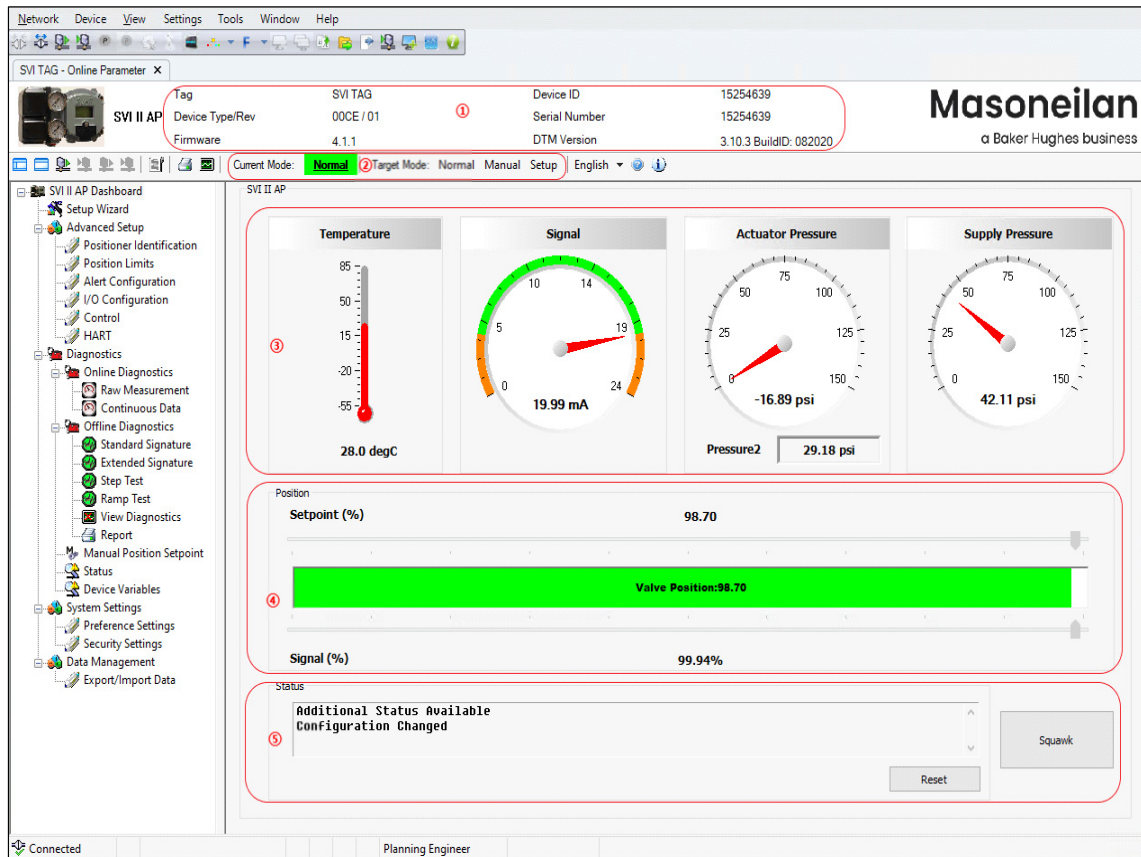 Network Device View Settings Tools Window Help
SVI TAG - Online Parameter X
SVI II AP
Tag SVI TAG Device ID 15254639
Device Type/Rev 00CE / 01 Serial Number 15254639
Firmware 4.1.1 DTM Version 3.10.3 BuildID: 082020
①
Masoneilan
a Baker Hughes business
Current Mode: Normal ② Target Mode: Normal Manual Setup English
SVI II AP Dashboard
Setup Wizard
Advanced Setup
Positioner Identification
Position Limits
Alert Configuration
I/O Configuration
Control
HART
Diagnostics
Online Diagnostics
Raw Measurement
Continuous Data
Offline Diagnostics
Standard Signature
Extended Signature
Step Test
Ramp Test
View Diagnostics
Report
Manual Position Setpoint
Status
Device Variables
System Settings
Preference Settings
Security Settings
Data Management
Export/Import Data
SVI II AP
③
Temperature
85
50
15
-20
-55
28.0 degC
Signal
0 5 10 14 19 24
19.99 mA
Actuator Pressure
0 25 50 75 100 125 150
-16.89 psi
Pressure2 29.18 psi
Supply Pressure
0 25 50 75 100 125 150
42.11 psi
Position
Setpoint (%) 98.70
④
Valve Position:98.70
Signal (%) 99.94%
Status
⑤
Additional Status Available
Configuration Changed
Reset
Squawk
Connected Planning Engineer